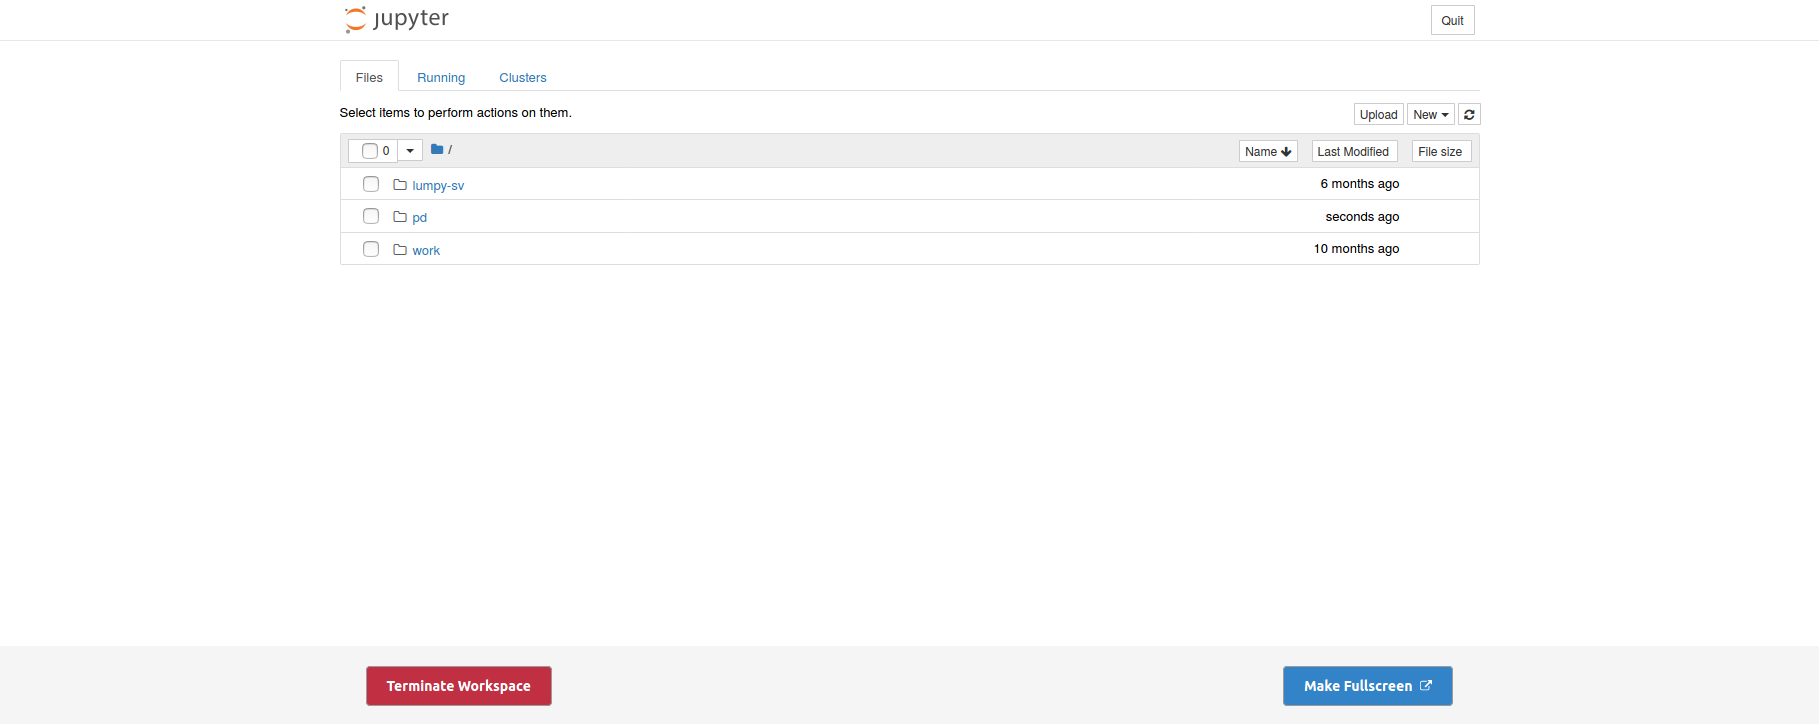 jupyter
Quit
Files Running Clusters
Select items to perform actions on them.
Upload New
0 / Name Last Modified File size
lumpy-sv 6 months ago
pd seconds ago
work 10 months ago
Terminate Workspace Make Fullscreen